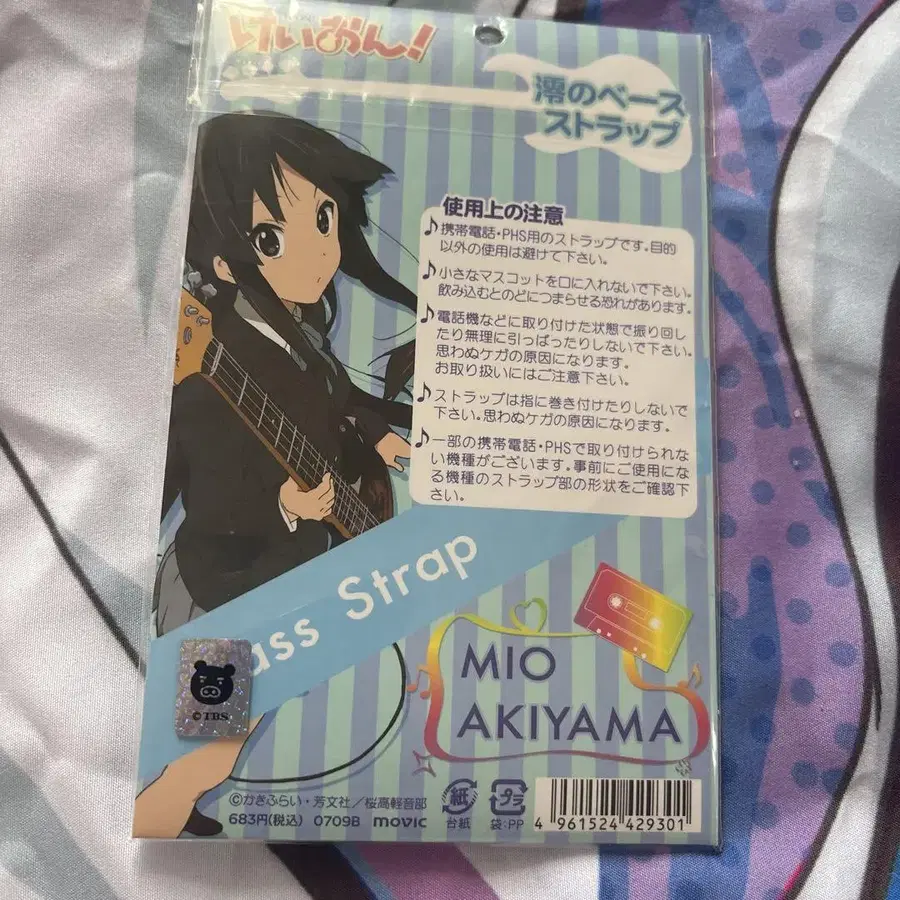 けいおん!
澪のベース
ストラップ
使用上の注意
♪携帯電話・PHS用のストラップです。目的
以外の使用は避けて下さい。
♪小さなマスコットを口に入れないで下さい。
飲み込むとのどにつまらせる恐れがあります。
♪電話機などに取り付けた状態で振り回し
たり無理に引っぱったりしないで下さい。
思わぬケガの原因になります。
お取り扱いにはご注意下さい。
♪ストラップは指に巻き付けたりしないで
下さい。思わぬケガの原因になります。
♪一部の携帯電話・PHSで取り付けられ
ない機種がございます。事前にご使用にな
る機種のストラップ部の形状をご確認下
さい。
ass Strap
MIO
AKIYAMA
©TBS
©かきふらい・芳文社/桜高軽音部
683円(税込) 0709B movic
紙
台紙
プラ
袋:PP
4 961524 429301